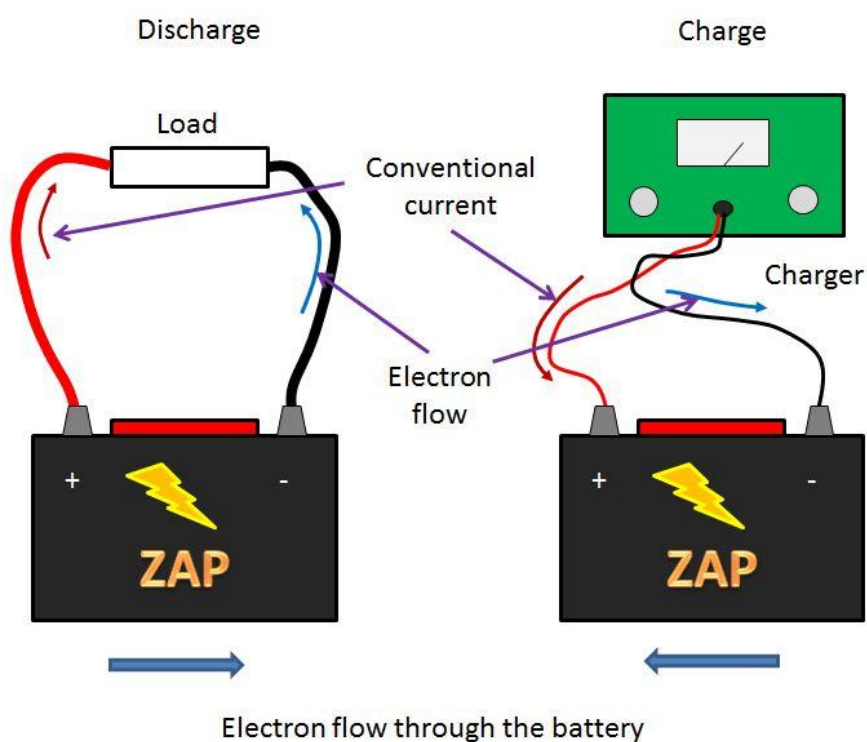 Discharge
Charge
Load
Conventional
current
Charger
Electron
flow
+ -
ZAP
+ -
ZAP
Electron flow through the battery